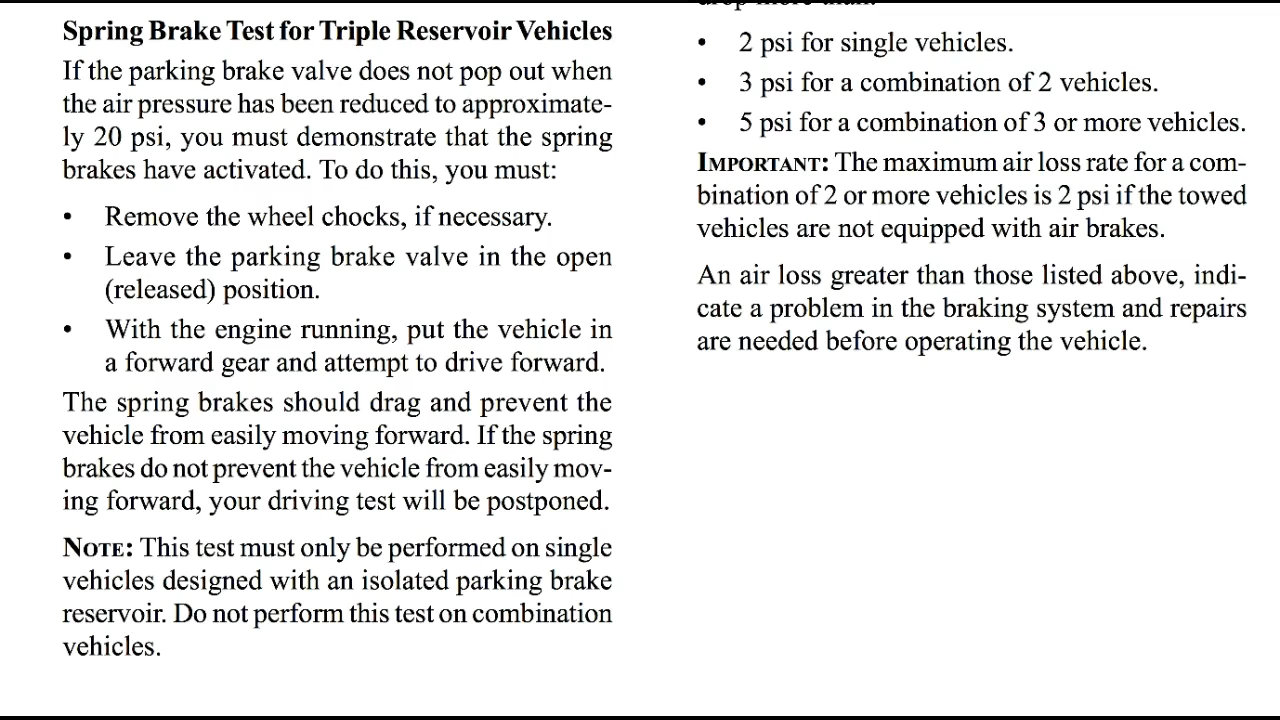 Spring Brake Test for Triple Reservoir Vehicles
If the parking brake valve does not pop out when
the air pressure has been reduced to approximate-
ly 20 psi, you must demonstrate that the spring
brakes have activated. To do this, you must:
• Remove the wheel chocks, if necessary.
• Leave the parking brake valve in the open
(released) position.
• With the engine running, put the vehicle in
a forward gear and attempt to drive forward.
The spring brakes should drag and prevent the
vehicle from easily moving forward. If the spring
brakes do not prevent the vehicle from easily mov-
ing forward, your driving test will be postponed.
NOTE: This test must only be performed on single
vehicles designed with an isolated parking brake
reservoir. Do not perform this test on combination
vehicles.
drop more than:
• 2 psi for single vehicles.
• 3 psi for a combination of 2 vehicles.
• 5 psi for a combination of 3 or more vehicles.
IMPORTANT: The maximum air loss rate for a com-
bination of 2 or more vehicles is 2 psi if the towed
vehicles are not equipped with air brakes.
An air loss greater than those listed above, indi-
cate a problem in the braking system and repairs
are needed before operating the vehicle.